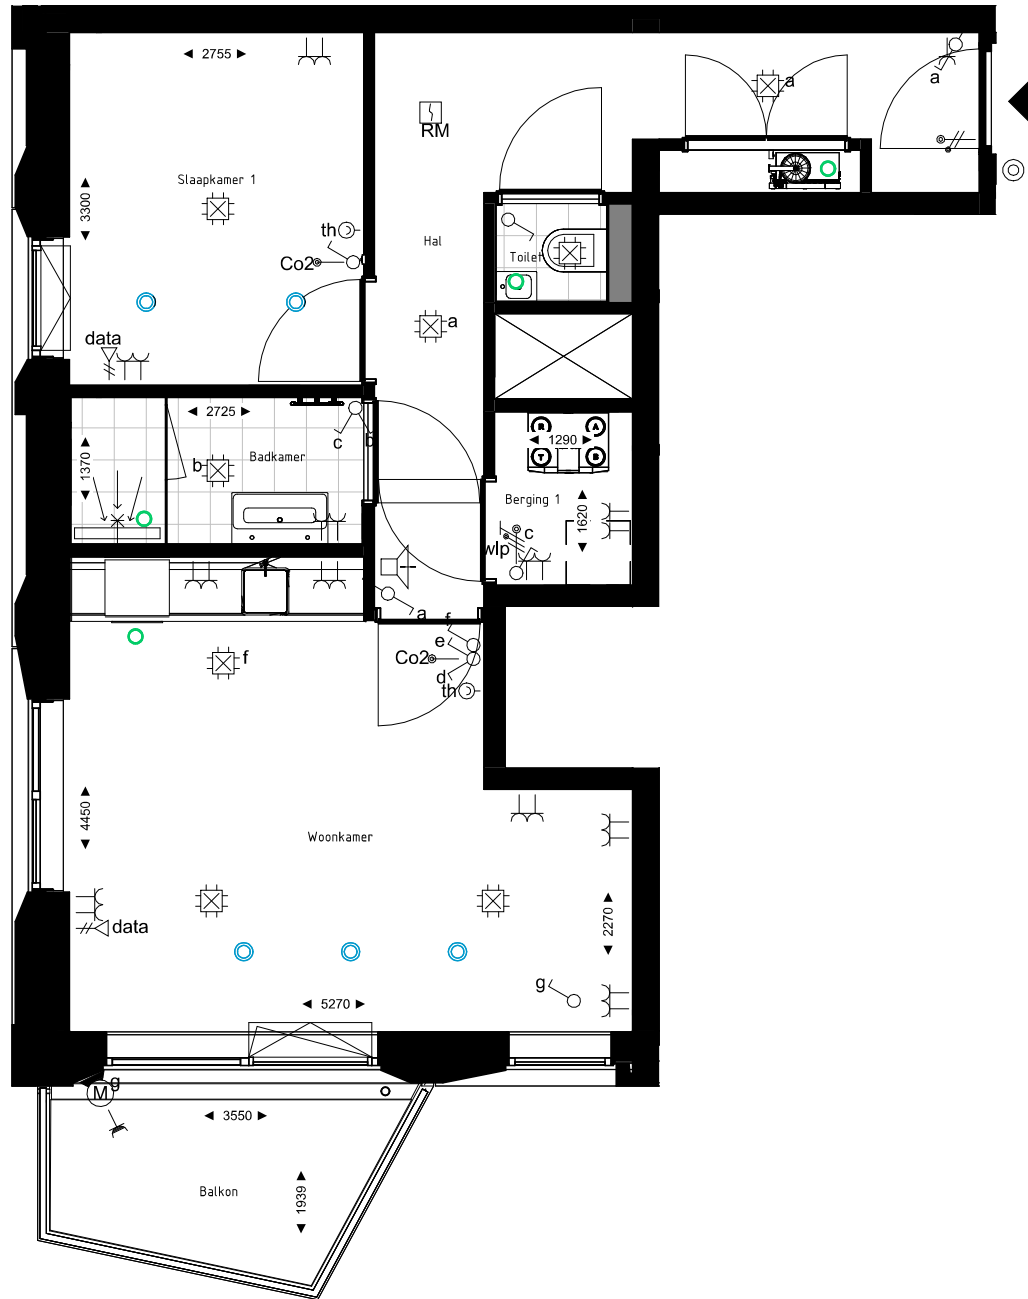 2755
a
a
RM
Slaapkamer 1
3300
th
Co2
Hal
Toilet
a
data
2725
c
b
R
A
1290
T
B
1370
b
Badkamer
Berging 1
1620
c
wlp
a
f
e
Co2
d
th
f
4450
Woonkamer
data
2270
g
5270
M
g
3550
1939
Balkon